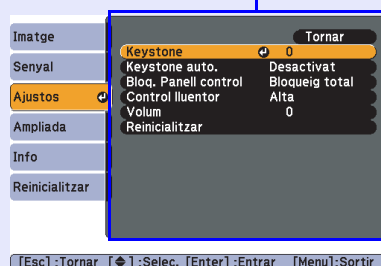 Imatge
Senyal
Ajustos
Ampliada
Info
Reinicialitzar
Tornar
Keystone 0
Keystone auto. Desactivat
Bloq. Panell control Bloqueig total
Control lluentor Alta
Volum 0
Reinicialitzar
[Esc] :Tornar [♦] :Selec. [Enter] :Entrar [Menu] :Sortir